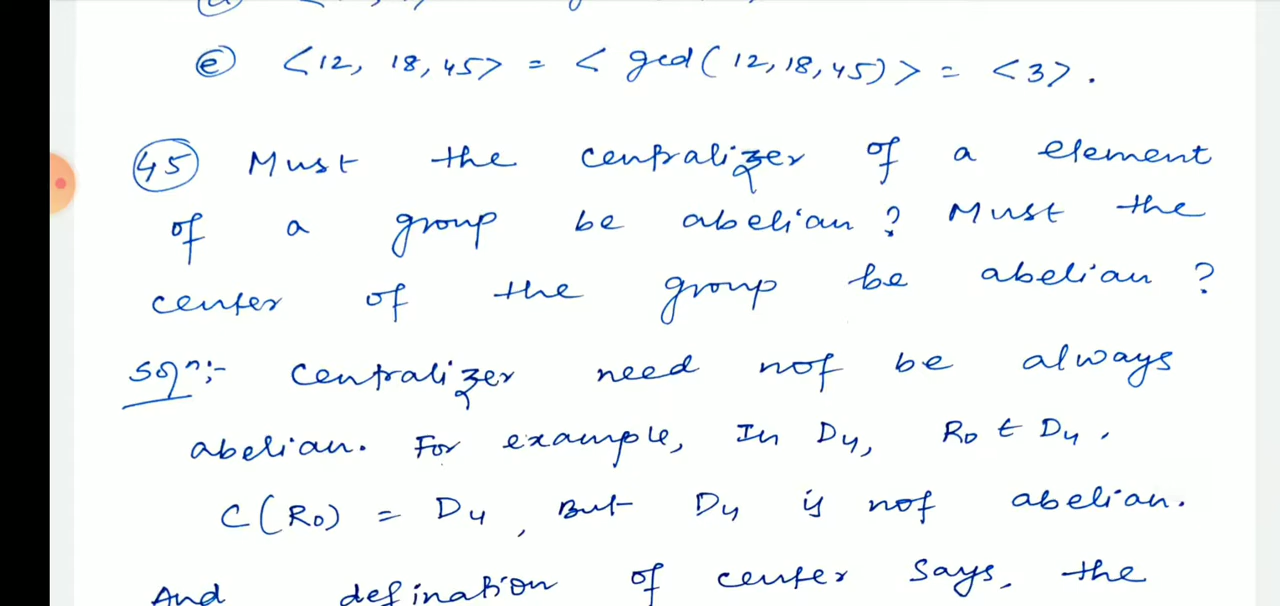 (e) <12, 18, 45> = < gcd( 12, 18, 45) > = <3>.
(45) Must the centralizer of a element
of a group be abelian? Must the
center of the group be abelian?
Solⁿ:- Centralizer need not be always
abelian. For example, In D4, R0 ∈ D4.
C(R0) = D4, But D4 is not abelian.
And defination of center says, the